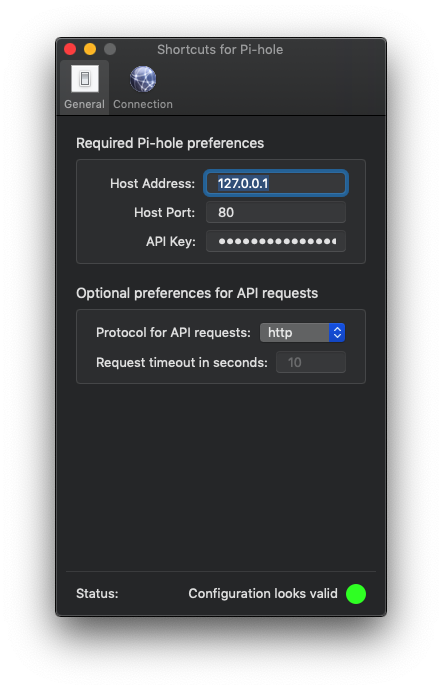 Shortcuts for Pi-hole
General Connection
Required Pi-hole preferences
Host Address: 127.0.0.1
Host Port: 80
API Key: ●●●●●●●●●●●●●●●
Optional preferences for API requests
Protocol for API requests: http
Request timeout in seconds: 10
Status: Configuration looks valid